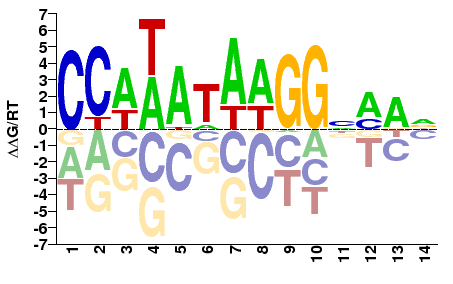 7
6
5
4
3
2
1
0
-1
-2
-3
-4
-5
-6
-7
ΔΔG/RT
C C A T A T A A G G C A A A
T T A T A T T C
G A C C T C G C C G A G T C
A G G G C G C T C T C
T T
1 2 3 4 5 6 7 8 9 10 11 12 13 14